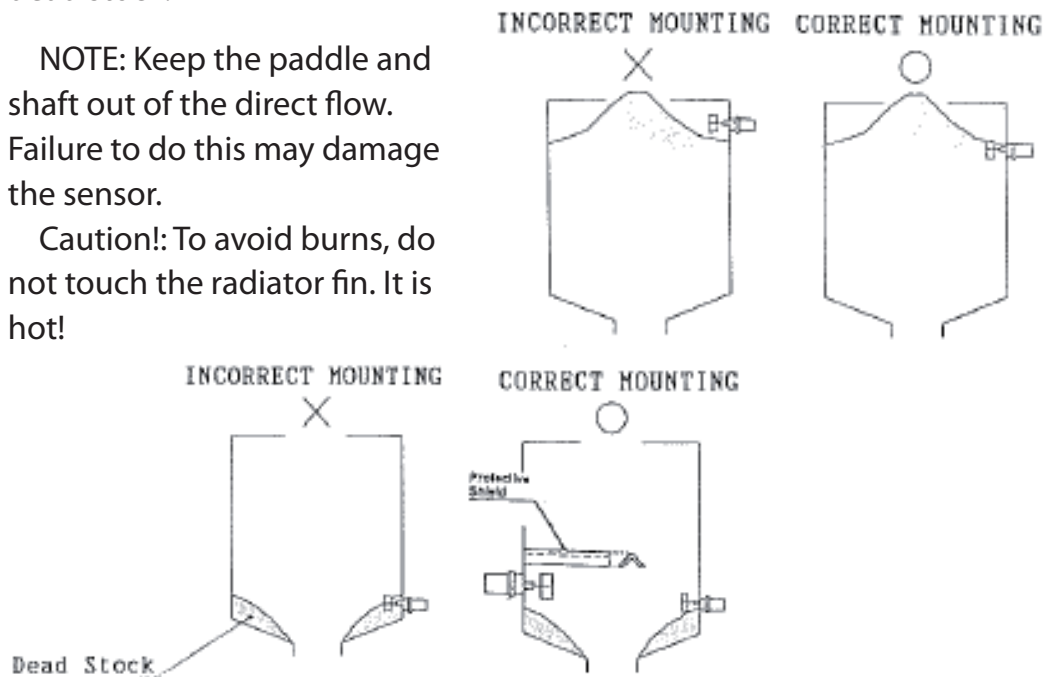 NOTE: Keep the paddle and
shaft out of the direct flow.
Failure to do this may damage
the sensor.
Caution!: To avoid burns, do
not touch the radiator fin. It is
hot!
INCORRECT MOUNTING
CORRECT MOUNTING
INCORRECT MOUNTING
CORRECT MOUNTING
Protective
Shield
Dead Stock